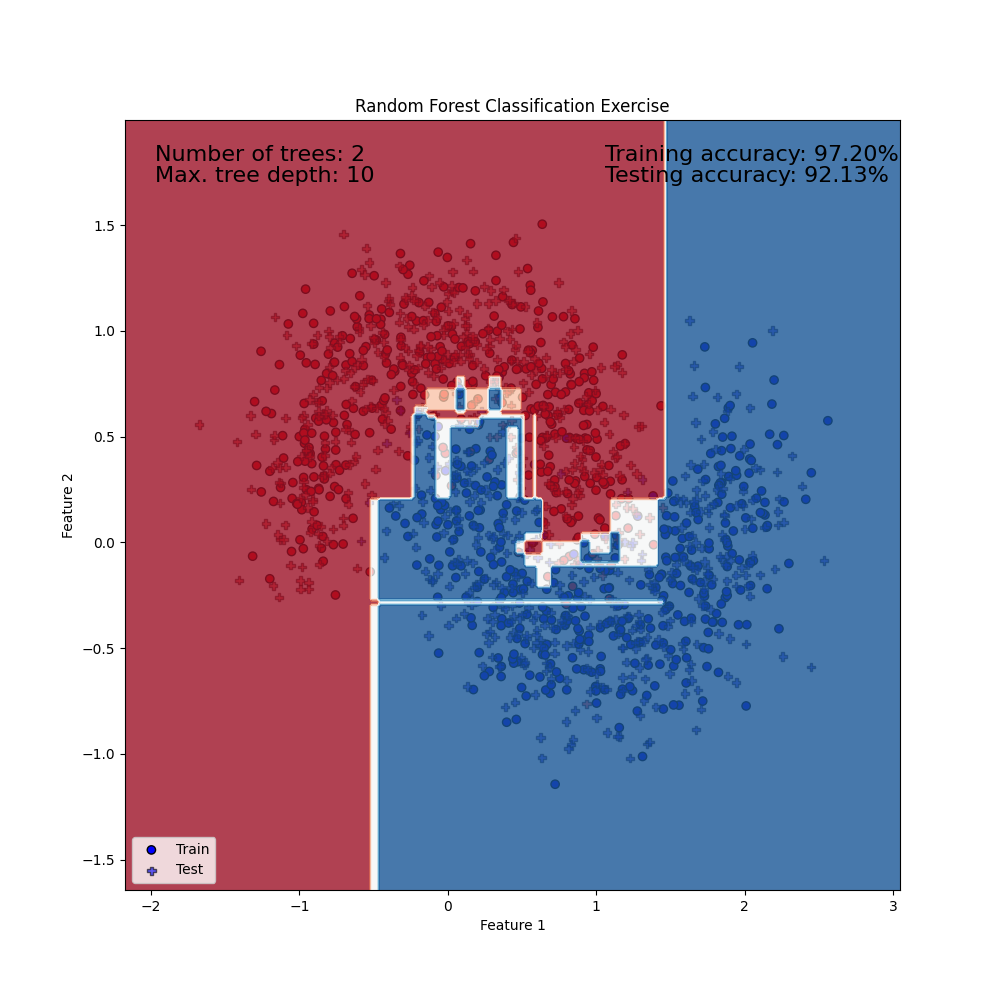 Random Forest Classification Exercise
Number of trees: 2
Max. tree depth: 10
Training accuracy: 97.20%
Testing accuracy: 92.13%
1.5
1.0
0.5
0.0
−0.5
−1.0
−1.5
Feature 2
Train
Test
−2
−1
0
1
2
3
Feature 1